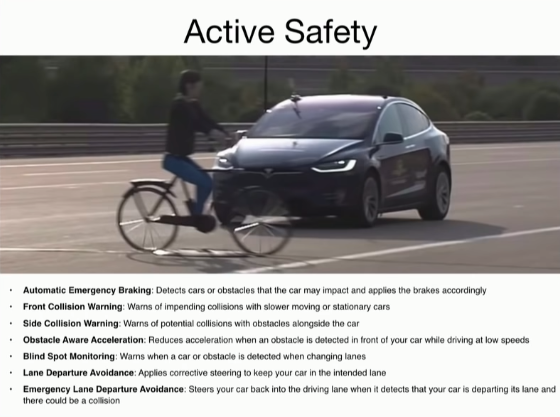 Active Safety
• Automatic Emergency Braking: Detects cars or obstacles that the car may impact and applies the brakes accordingly
• Front Collision Warning: Warns of impending collisions with slower moving or stationary cars
• Side Collision Warning: Warns of potential collisions with obstacles alongside the car
• Obstacle Aware Acceleration: Reduces acceleration when an obstacle is detected in front of your car while driving at low speeds
• Blind Spot Monitoring: Warns when a car or obstacle is detected when changing lanes
• Lane Departure Avoidance: Applies corrective steering to keep your car in the intended lane
• Emergency Lane Departure Avoidance: Steers your car back into the driving lane when it detects that your car is departing its lane and
there could be a collision